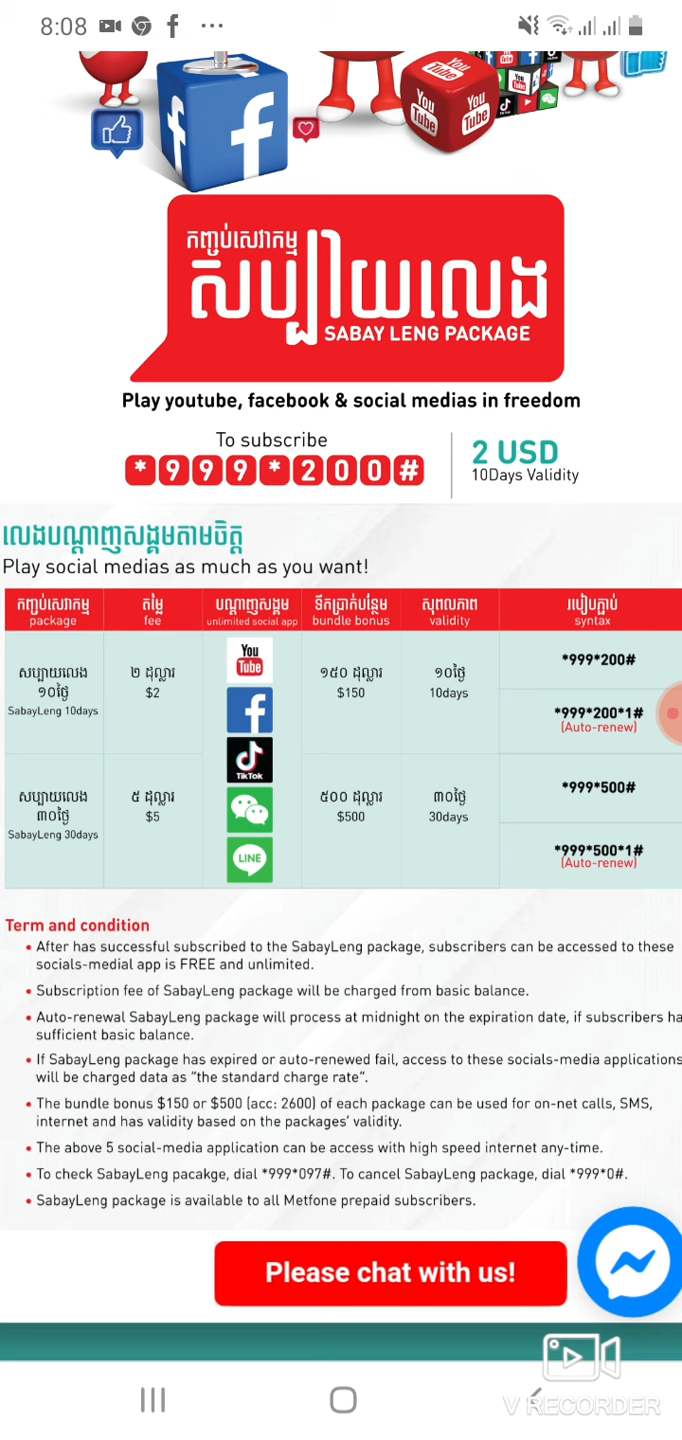 8:08
You Tube
You Tube
You Tube
You Tube
កញ្ចប់សេវាកម្ម
សប្បាយលេង
SABAY LENG PACKAGE
Play youtube, facebook & social medias in freedom
To subscribe
*999*200#
2 USD
10Days Validity
លេងបណ្តាញសង្គមតាមចិត្ត
Play social medias as much as you want!
កញ្ចប់សេវាកម្ម តម្លៃ បណ្តាញសង្គម ទឹកប្រាក់បន្ថែម សុពលភាព របៀបភ្ជាប់
package fee unlimited social app bundle bonus validity syntax
You Tube
សប្បាយលេង ១០ថ្ងៃ ២ ដុល្លារ ១៥០ ដុល្លារ ១០ថ្ងៃ *999*200#
SabayLeng 10days $2 $150 10days *999*200*1#
(Auto-renew)
TikTok
សប្បាយលេង ៣០ថ្ងៃ ៥ ដុល្លារ ៥០០ ដុល្លារ ៣០ថ្ងៃ *999*500#
SabayLeng 30days $5 $500 30days *999*500*1#
(Auto-renew)
LINE
Term and condition
• After has successful subscribed to the SabayLeng package, subscribers can be accessed to these
socials-medial app is FREE and unlimited.
• Subscription fee of SabayLeng package will be charged from basic balance.
• Auto-renewal SabayLeng package will process at midnight on the expiration date, if subscribers ha
sufficient basic balance.
• If SabayLeng package has expired or auto-renewed fail, access to these socials-media applications
will be charged data as "the standard charge rate".
• The bundle bonus $150 or $500 (acc: 2600) of each package can be used for on-net calls, SMS,
internet and has validity based on the packages' validity.
• The above 5 social-media application can be access with high speed internet any-time.
• To check SabayLeng pacakge, dial *999*097#. To cancel SabayLeng package, dial *999*0#.
• SabayLeng package is available to all Metfone prepaid subscribers.
Please chat with us!
V RECORDER